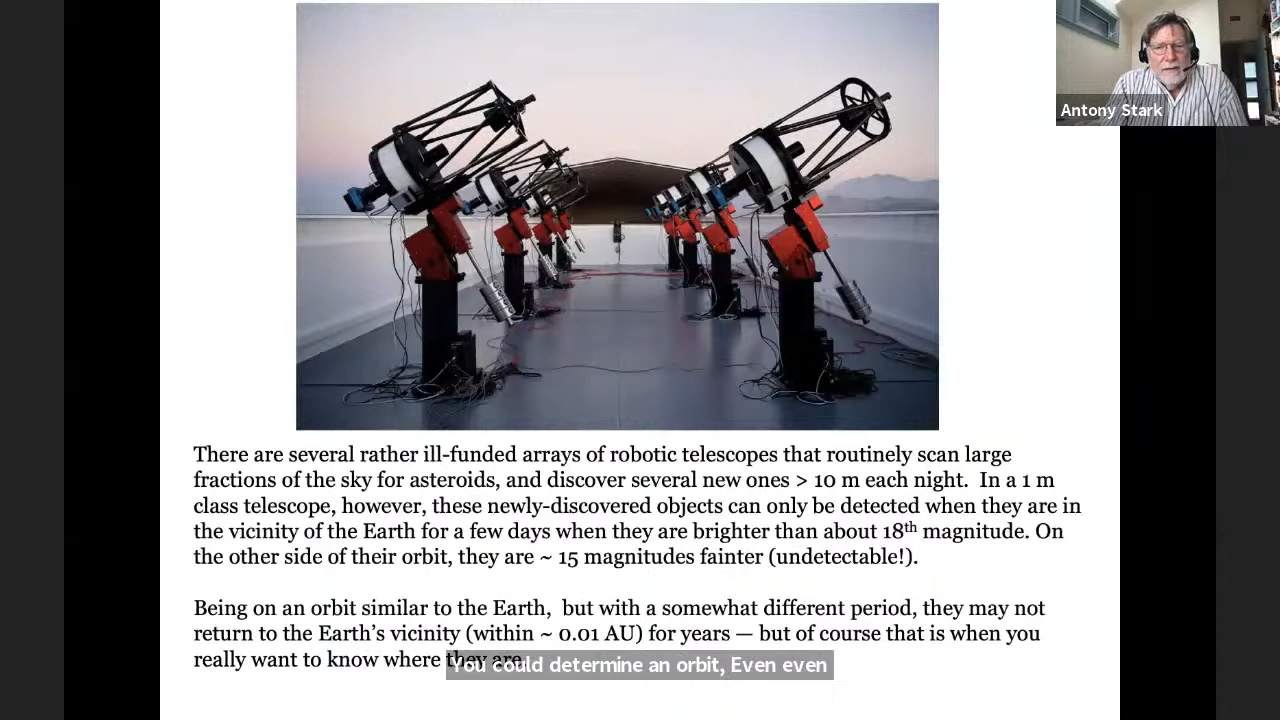 Antony Stark
There are several rather ill-funded arrays of robotic telescopes that routinely scan large
fractions of the sky for asteroids, and discover several new ones > 10 m each night. In a 1 m
class telescope, however, these newly-discovered objects can only be detected when they are in
the vicinity of the Earth for a few days when they are brighter than about 18th magnitude. On
the other side of their orbit, they are ~ 15 magnitudes fainter (undetectable!).
Being on an orbit similar to the Earth, but with a somewhat different period, they may not
return to the Earth's vicinity (within ~ 0.01 AU) for years — but of course that is when you
really want to know where they are.
You could determine an orbit, Even even